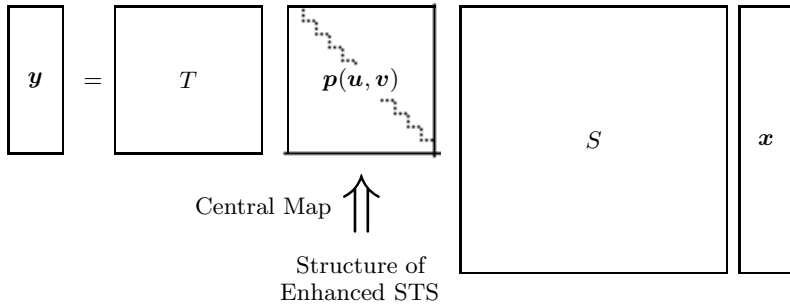 y = T p(u, v) S x
Central Map
Structure of
Enhanced STS